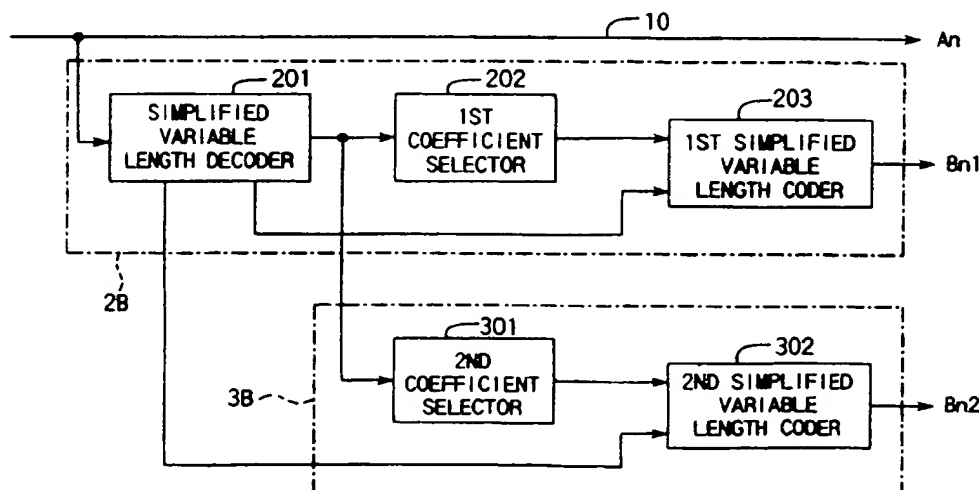 10
An
201
202
203
SIMPLIFIED
VARIABLE
LENGTH DECODER
1ST
COEFFICIENT
SELECTOR
1ST SIMPLIFIED
VARIABLE
LENGTH CODER
Bn1
2B
301
302
3B
2ND
COEFFICIENT
SELECTOR
2ND SIMPLIFIED
VARIABLE
LENGTH CODER
Bn2